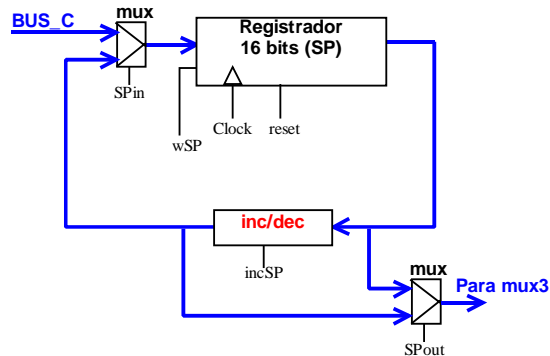 BUS_C
mux
Registrador
16 bits (SP)
SPin
wSP
Clock
reset
inc/dec
incSP
mux
Para mux3
SPout